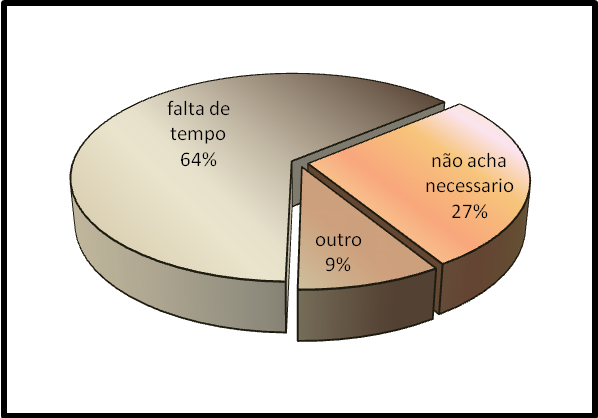 falta de
tempo
64%
não acha
necessario
27%
outro
9%